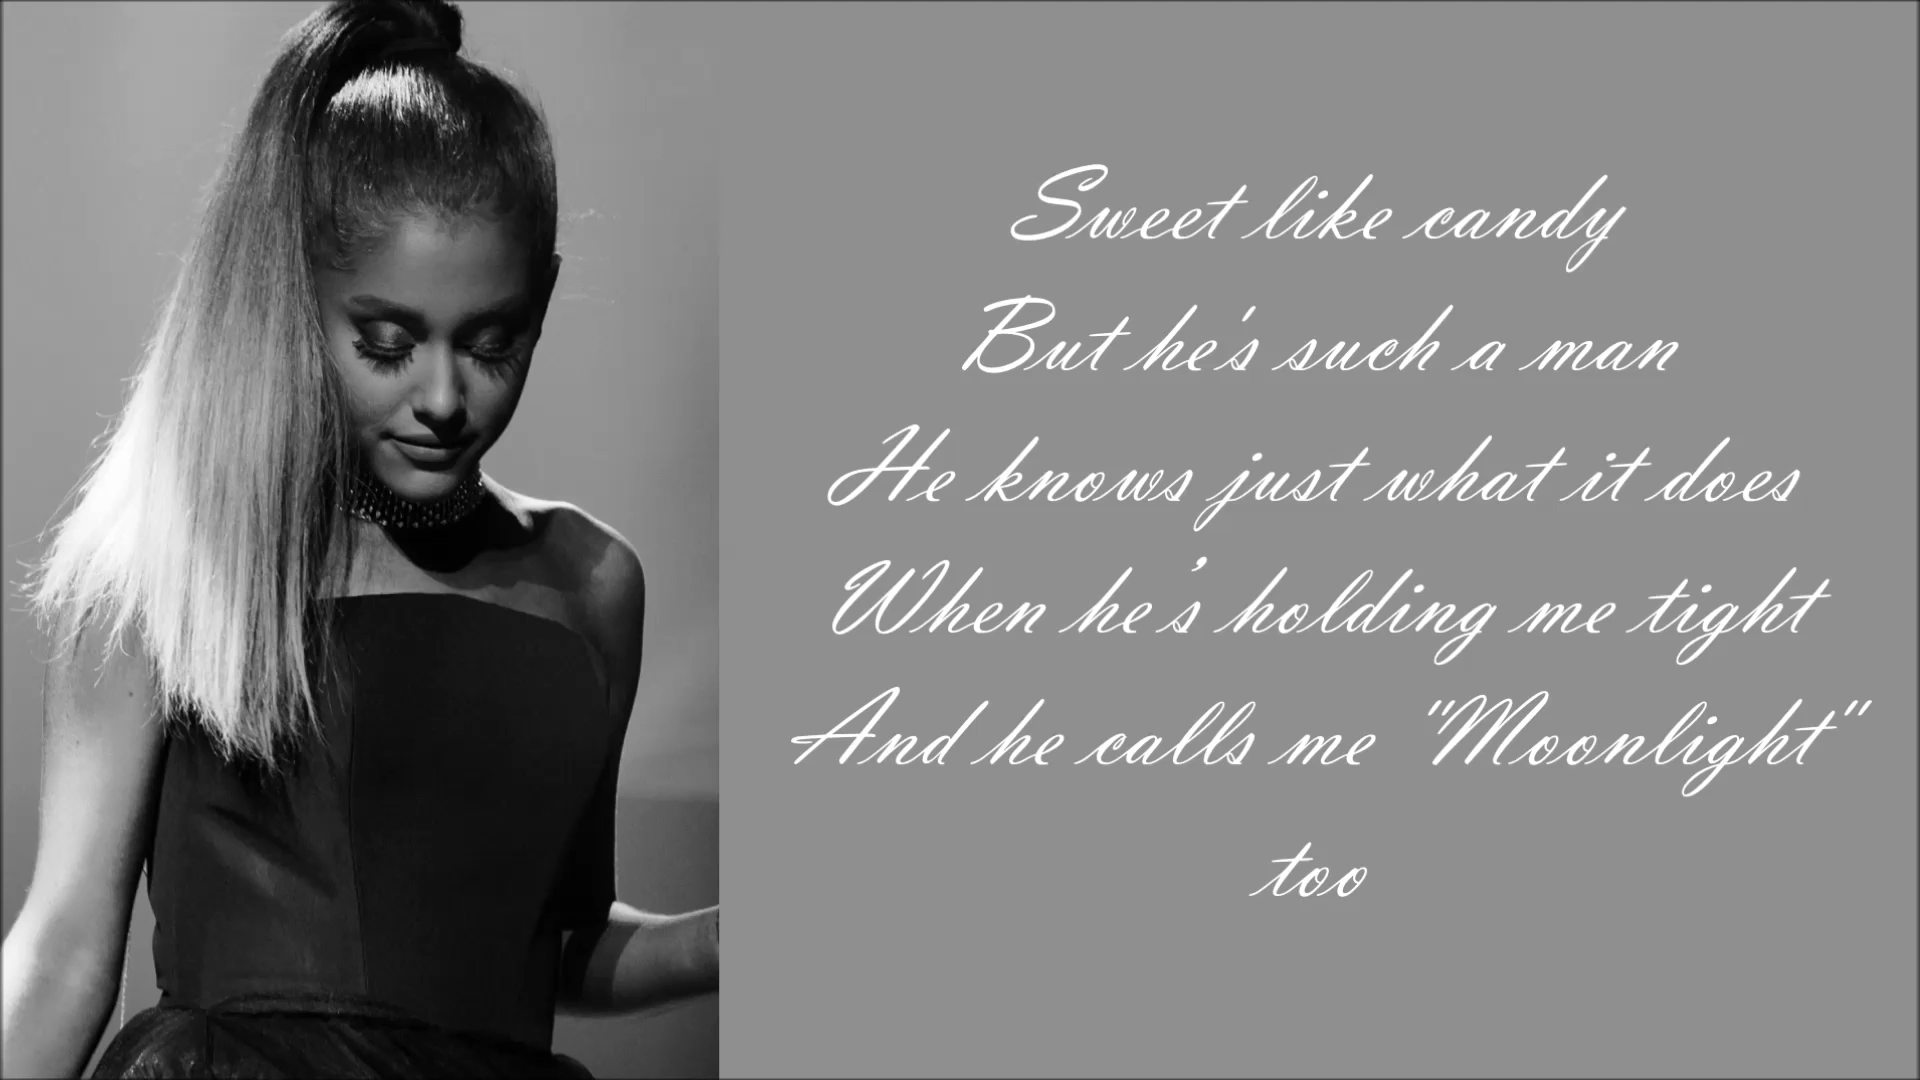 Sweet like candy
But he's such a man
He knows just what it does
When he's holding me tight
And he calls me "Moonlight"
too